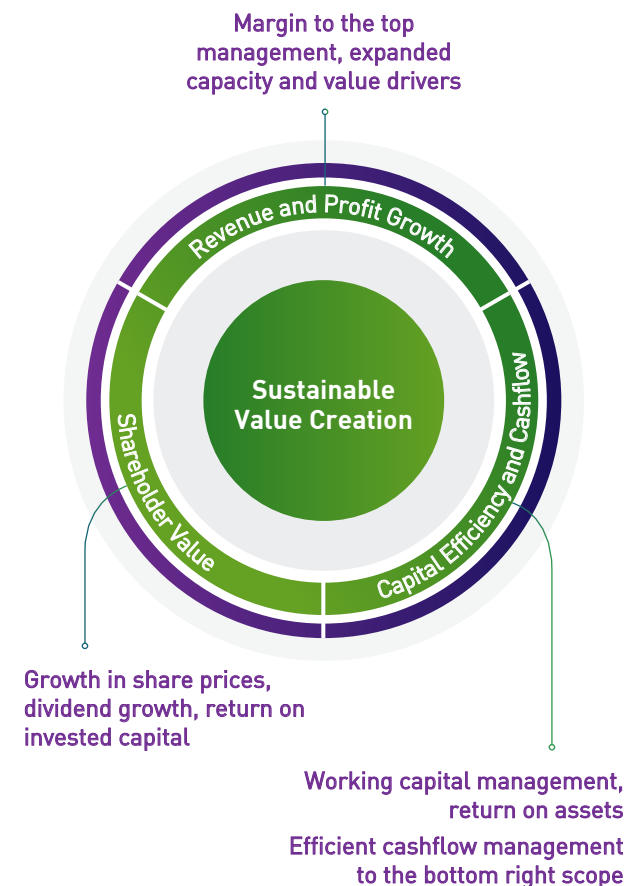 Margin to the top
management, expanded
capacity and value drivers
Revenue and Profit Growth
Sustainable
Value Creation
Capital Efficiency and Cashflow
Shareholder Value
Growth in share prices,
dividend growth, return on
invested capital
Working capital management,
return on assets
Efficient cashflow management
to the bottom right scope